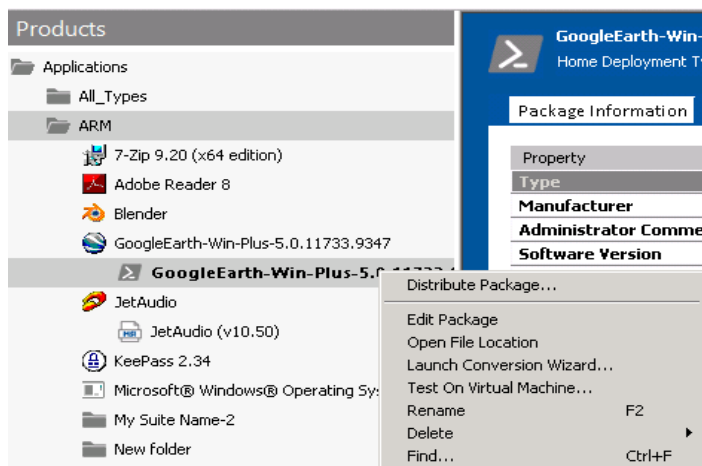 Products
Applications
All_Types
ARM
7-Zip 9.20 (x64 edition)
Adobe Reader 8
Blender
GoogleEarth-Win-Plus-5.0.11733.9347
GoogleEarth-Win-Plus-5.0.11733.
JetAudio
JetAudio (v10.50)
KeePass 2.34
Microsoft® Windows® Operating Sy
My Suite Name-2
New folder
GoogleEarth-Win-
Home Deployment T
Package Information
Property
Type
Manufacturer
Administrator Comme
Software Version
Distribute Package...
Edit Package
Open File Location
Launch Conversion Wizard...
Test On Virtual Machine...
Rename F2
Delete
Find... Ctrl+F